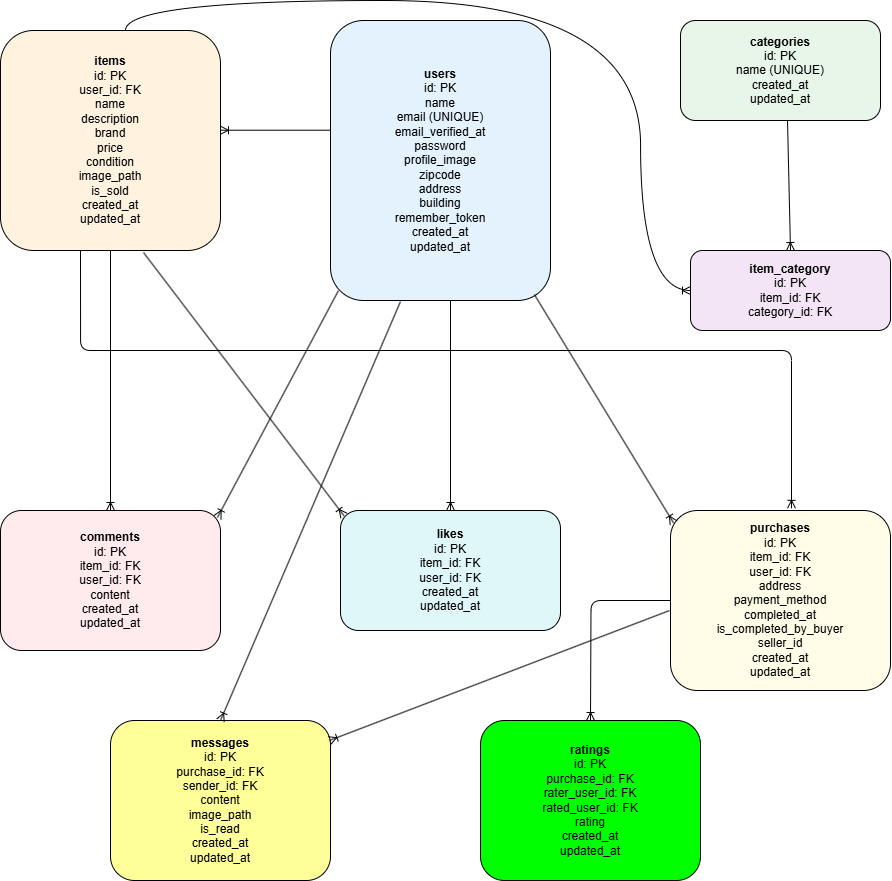 items
id: PK
user_id: FK
name
description
brand
price
condition
image_path
is_sold
created_at
updated_at
users
id: PK
name
email (UNIQUE)
email_verified_at
password
profile_image
zipcode
address
building
remember_token
created_at
updated_at
categories
id: PK
name (UNIQUE)
created_at
updated_at
item_category
id: PK
item_id: FK
category_id: FK
comments
id: PK
item_id: FK
user_id: FK
content
created_at
updated_at
likes
id: PK
item_id: FK
user_id: FK
created_at
updated_at
purchases
id: PK
item_id: FK
user_id: FK
address
payment_method
completed_at
is_completed_by_buyer
seller_id
created_at
updated_at
messages
id: PK
purchase_id: FK
sender_id: FK
content
image_path
is_read
created_at
updated_at
ratings
id: PK
purchase_id: FK
rater_user_id: FK
rated_user_id: FK
rating
created_at
updated_at